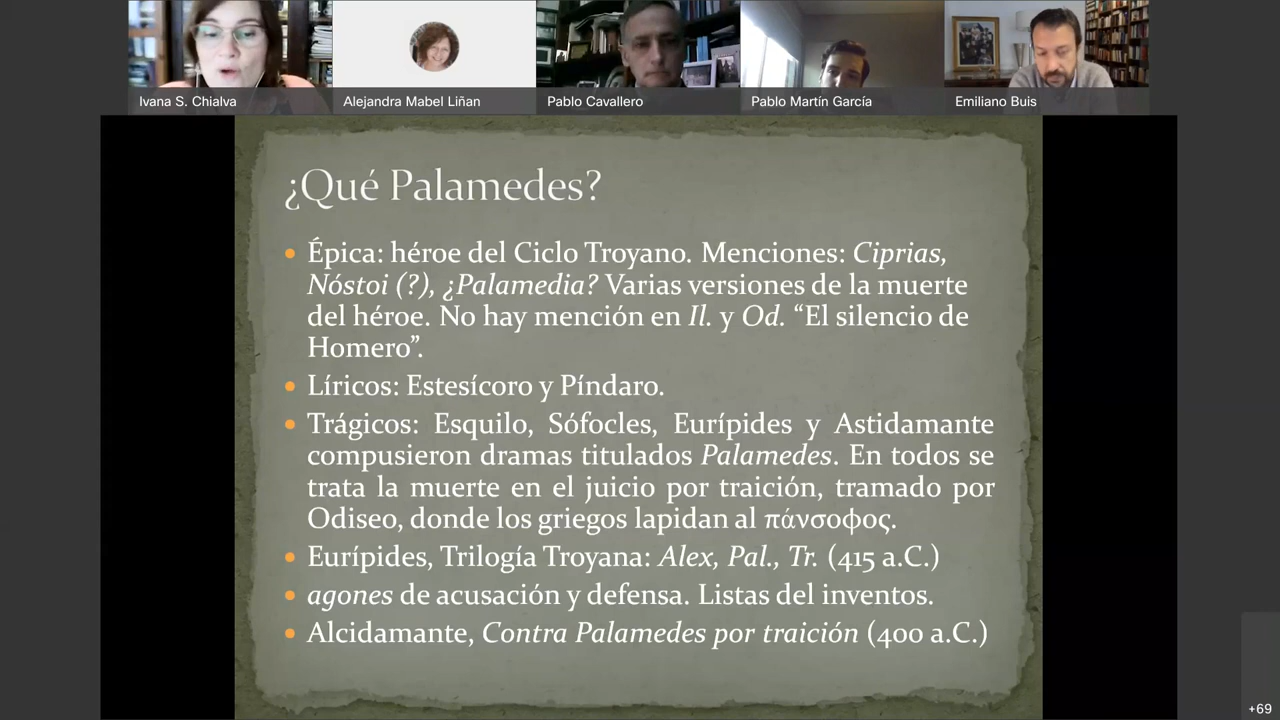 Ivana S. Chialva
Alejandra Mabel Liñan
Pablo Cavallero
Pablo Martín García
Emiliano Buis
¿Qué Palamedes?
• Épica: héroe del Ciclo Troyano. Menciones: Ciprias,
Nóstoi (?), ¿Palamedia? Varias versiones de la muerte
del héroe. No hay mención en Il. y Od. “El silencio de
Homero”.
• Líricos: Estesícoro y Píndaro.
• Trágicos: Esquilo, Sófocles, Eurípides y Astidamante
compusieron dramas titulados Palamedes. En todos se
trata la muerte en el juicio por traición, tramado por
Odiseo, donde los griegos lapidan al πάνσοφος.
• Eurípides, Trilogía Troyana: Alex, Pal., Tr. (415 a.C.)
• agones de acusación y defensa. Listas del inventos.
• Alcidamante, Contra Palamedes por traición (400 a.C.)
+69